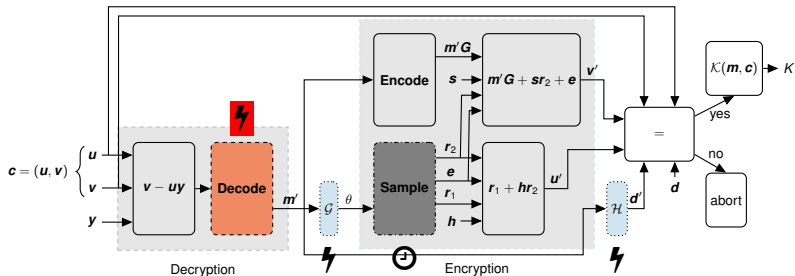 c = (u, v)
u
v
y
v − uy
Decode
Decryption
m′
𝒢
θ
Encode
Sample
m′G
s
m′G + sr₂ + e
v′
r₂
e
r₁
h
r₁ + hr₂
u′
Encryption
ℋ
d′
=
d
yes
no
𝒦(m, c)
K
abort